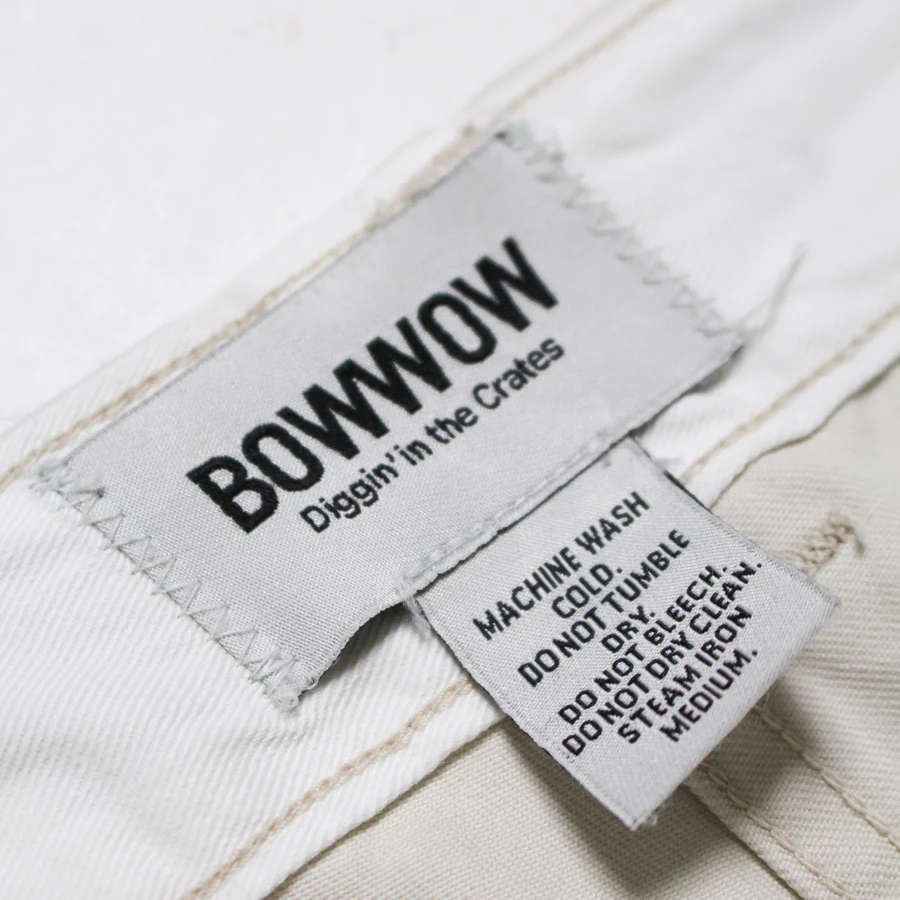 BOWWOW
Diggin' in the Crates
MACHINE WASH
COLD.
DO NOT TUMBLE
DRY.
DO NOT BLEECH.
DO NOT DRY CLEAN.
STEAM IRON
MEDIUM.